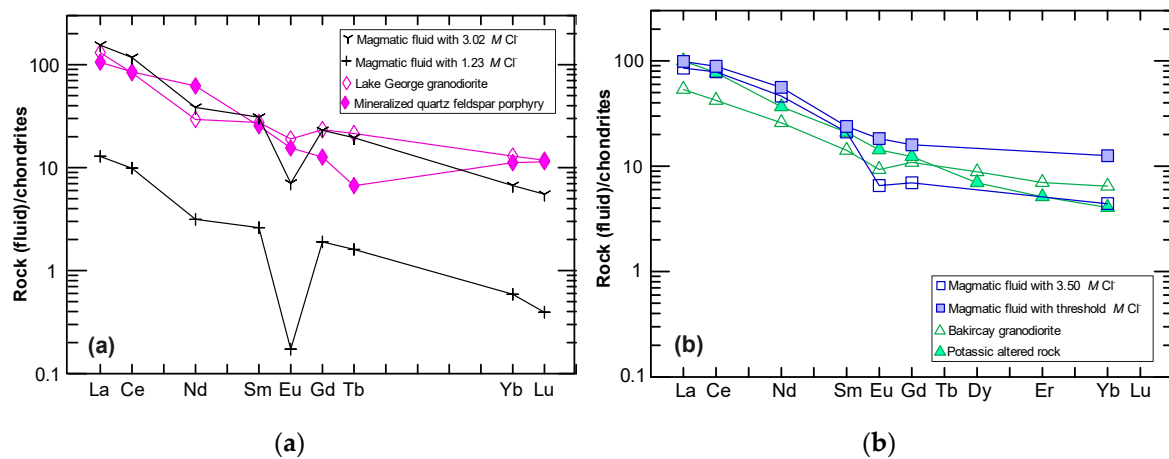 Rock (fluid)/chondrites
100
10
1
0.1
Magmatic fluid with 3.02 M Cl-
Magmatic fluid with 1.23 M Cl-
Lake George granodiorite
Mineralized quartz feldspar porphyry
(a)
La Ce Nd Sm Eu Gd Tb Yb Lu
(a)
Rock (fluid)/chondrites
100
10
1
0.1
Magmatic fluid with 3.50 M Cl-
Magmatic fluid with threshold M Cl-
Bakircay granodiorite
Potassic altered rock
(b)
La Ce Nd Sm Eu Gd Tb Dy Er Yb Lu
(b)